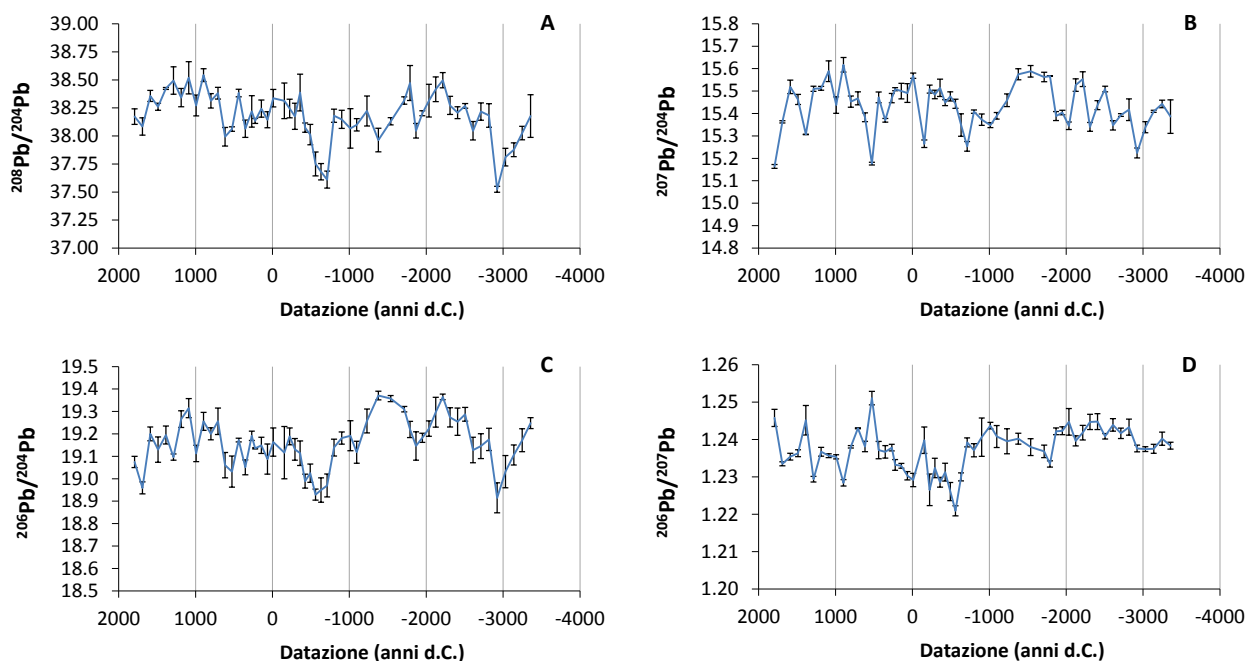 A
²⁰⁸Pb/²⁰⁴Pb
39.00
38.75
38.50
38.25
38.00
37.75
37.50
37.25
37.00
2000 1000 0 -1000 -2000 -3000 -4000
Datazione (anni d.C.)
B
²⁰⁷Pb/²⁰⁴Pb
15.8
15.7
15.6
15.5
15.4
15.3
15.2
15.1
15.0
14.9
14.8
2000 1000 0 -1000 -2000 -3000 -4000
Datazione (anni d.C.)
C
²⁰⁶Pb/²⁰⁴Pb
19.5
19.4
19.3
19.2
19.1
19.0
18.9
18.8
18.7
18.6
18.5
2000 1000 0 -1000 -2000 -3000 -4000
Datazione (anni d.C.)
D
²⁰⁶Pb/²⁰⁷Pb
1.26
1.25
1.24
1.23
1.22
1.21
1.20
2000 1000 0 -1000 -2000 -3000 -4000
Datazione (anni d.C.)